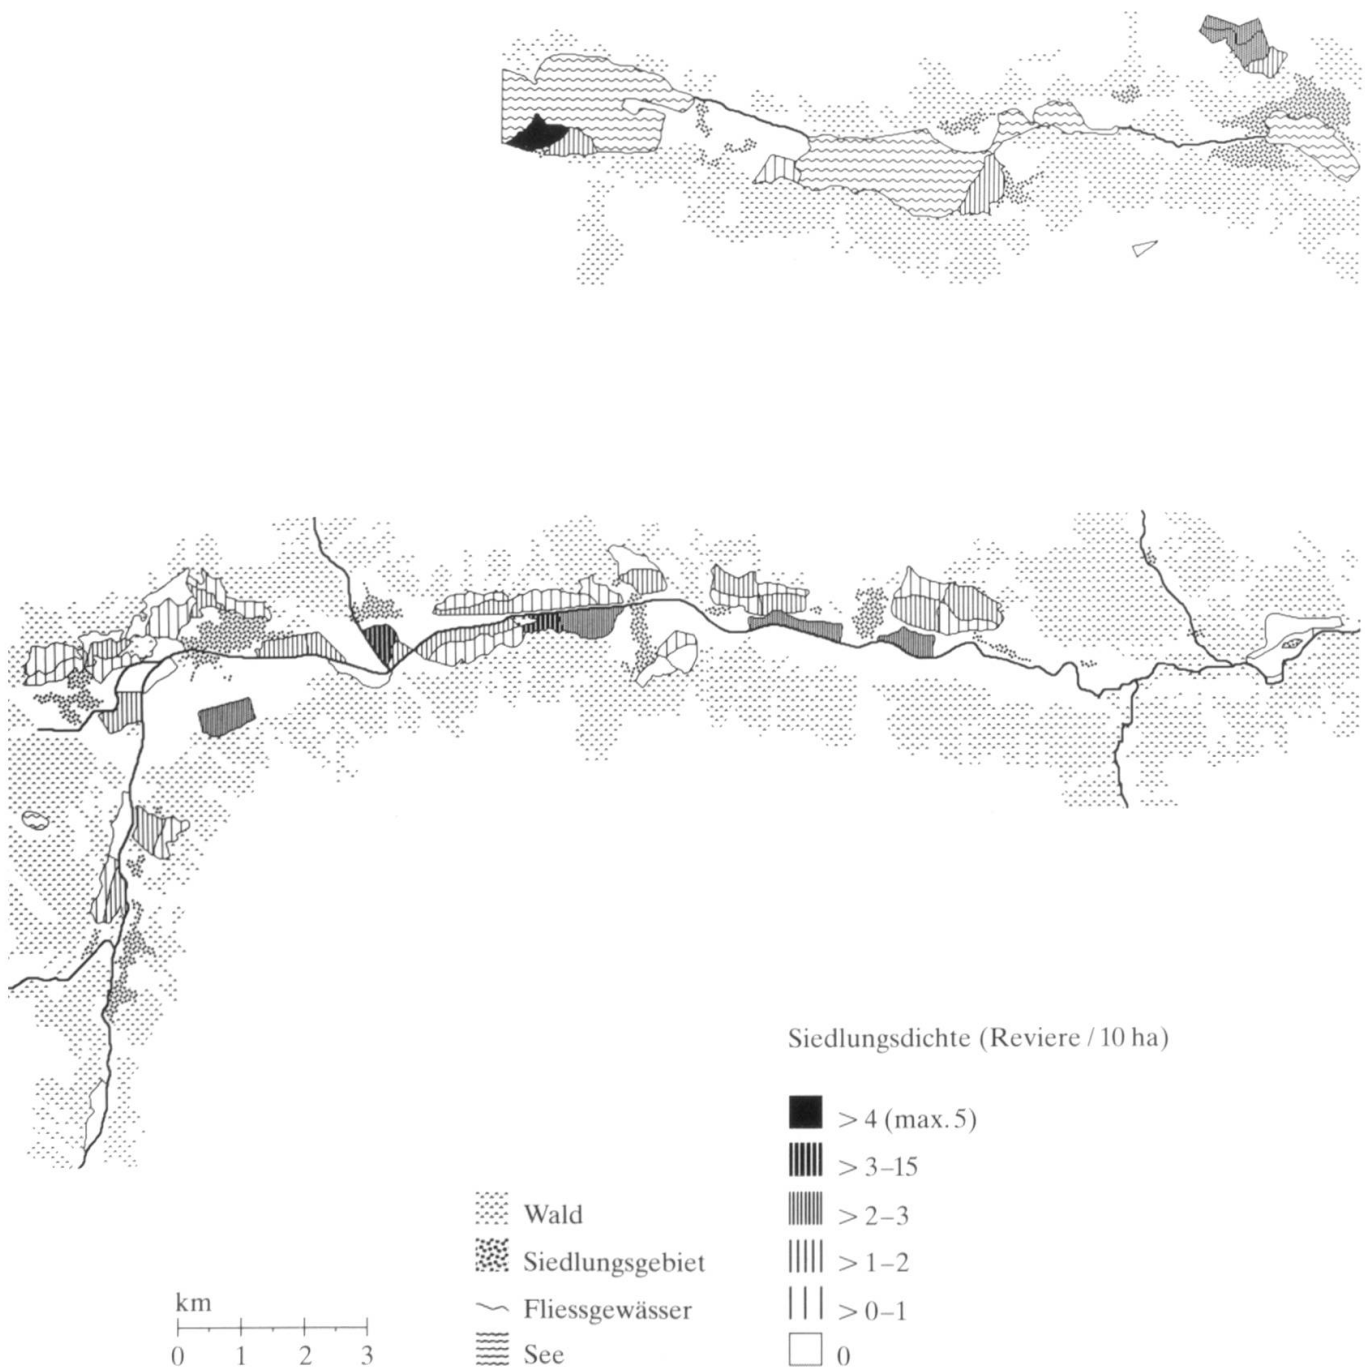 Siedlungsdichte (Reviere / 10 ha)
> 4 (max. 5)
> 3–15
> 2–3
> 1–2
> 0–1
0
Wald
Siedlungsgebiet
Fliessgewässer
See
km
0 1 2 3